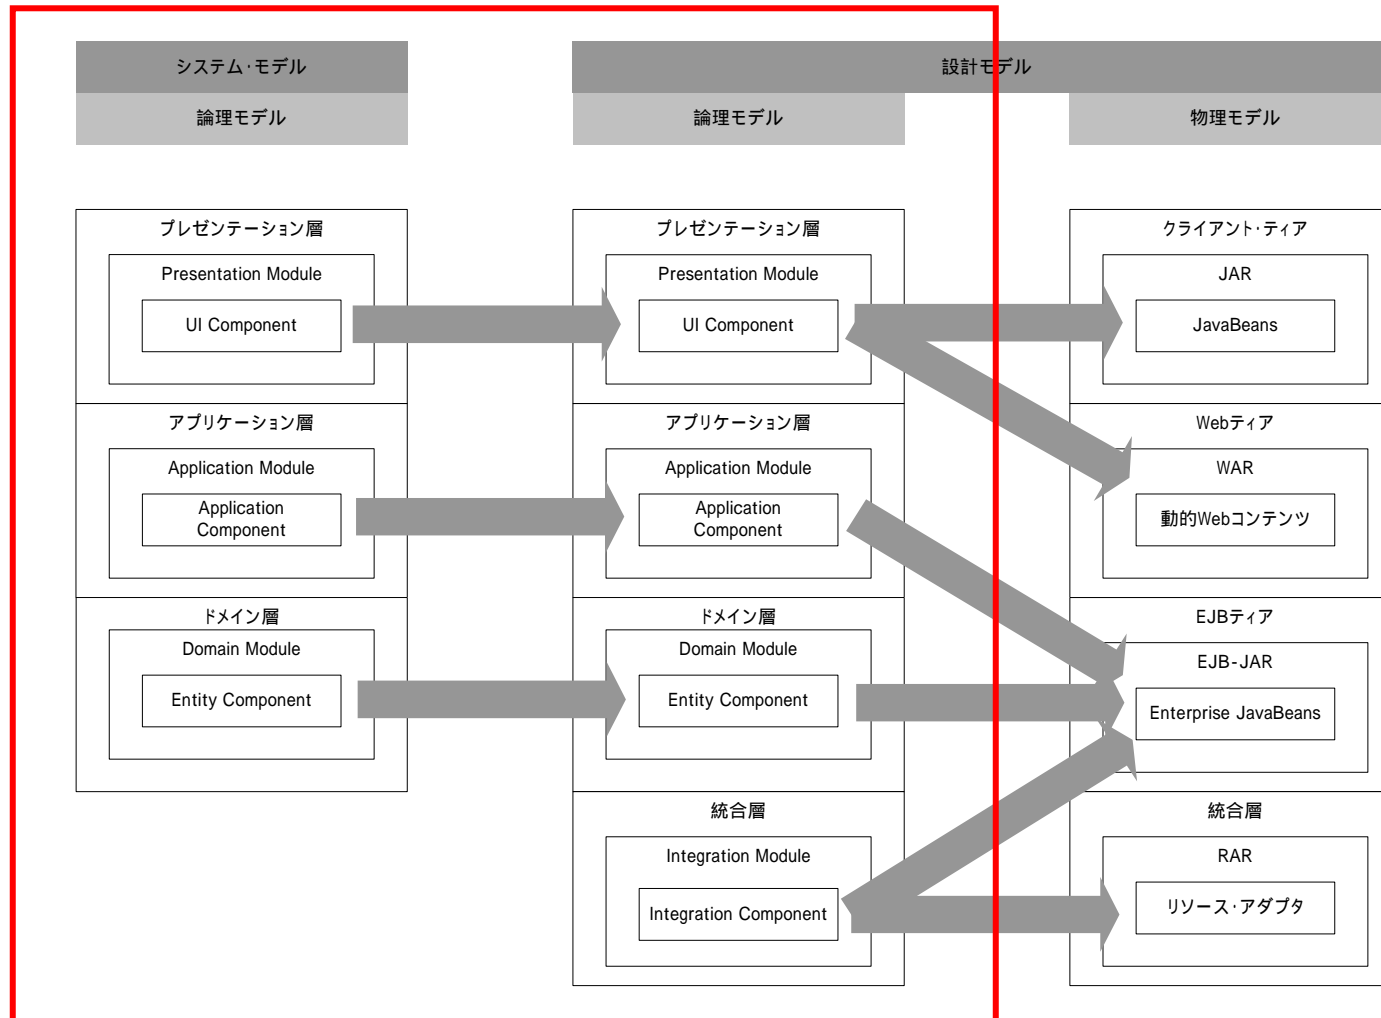 システム・モデル
設計モデル
論理モデル
論理モデル
物理モデル
プレゼンテーション層
Presentation Module
UI Component
アプリケーション層
Application Module
Application
Component
ドメイン層
Domain Module
Entity Component
プレゼンテーション層
Presentation Module
UI Component
アプリケーション層
Application Module
Application
Component
ドメイン層
Domain Module
Entity Component
統合層
Integration Module
Integration Component
クライアント・ティア
JAR
JavaBeans
Webティア
WAR
動的Webコンテンツ
EJBティア
EJB-JAR
Enterprise JavaBeans
統合層
RAR
リソース・アダプタ